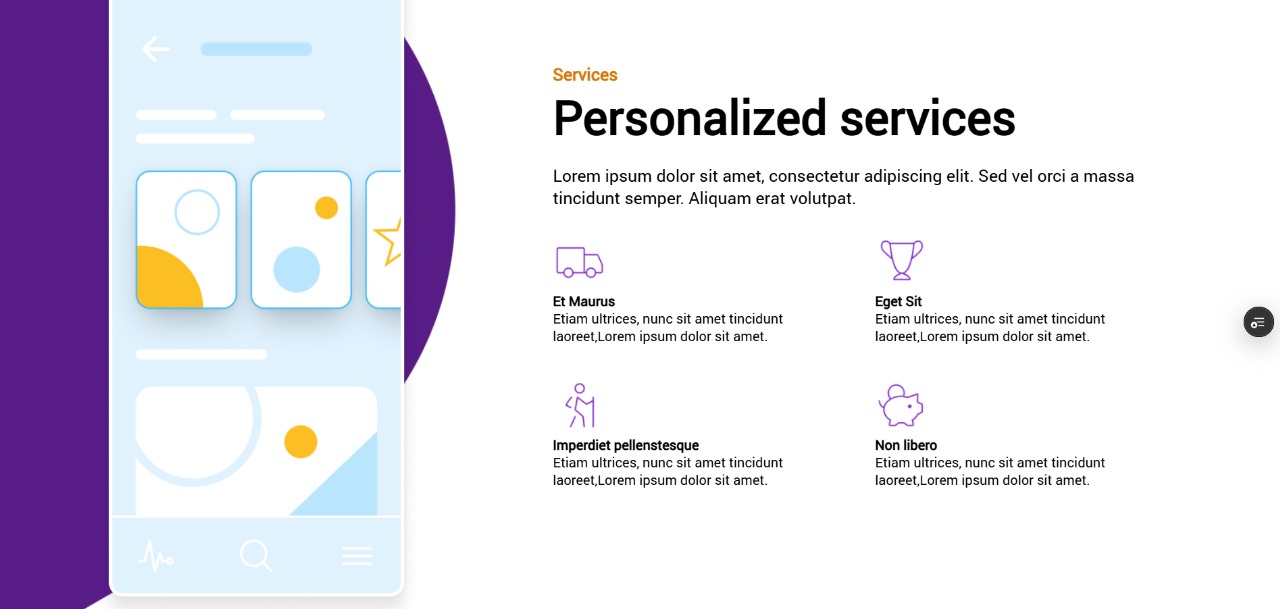 Services
Personalized services
Lorem ipsum dolor sit amet, consectetur adipiscing elit. Sed vel orci a massa
tincidunt semper. Aliquam erat volutpat.
Et Maurus
Etiam ultrices, nunc sit amet tincidunt
laoreet,Lorem ipsum dolor sit amet.
Eget Sit
Etiam ultrices, nunc sit amet tincidunt
laoreet,Lorem ipsum dolor sit amet.
Imperdiet pellenstesque
Etiam ultrices, nunc sit amet tincidunt
laoreet,Lorem ipsum dolor sit amet.
Non libero
Etiam ultrices, nunc sit amet tincidunt
laoreet,Lorem ipsum dolor sit amet.